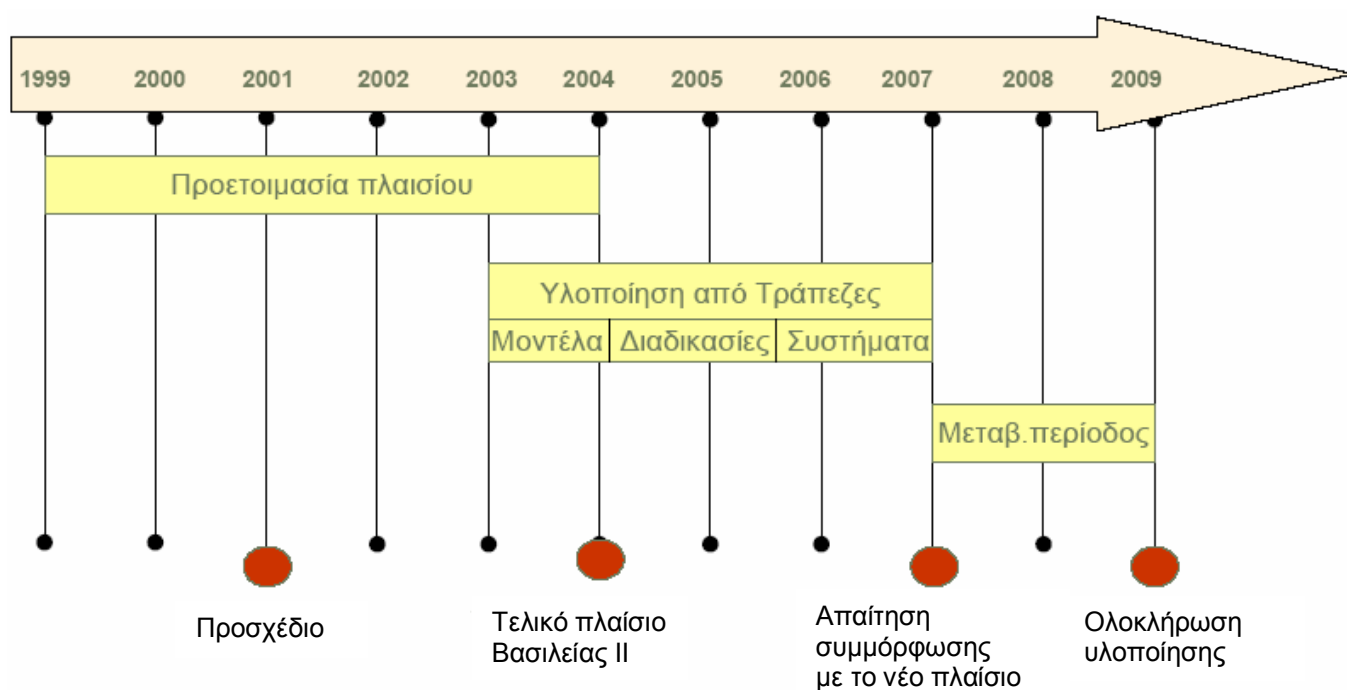 1999 2000 2001 2002 2003 2004 2005 2006 2007 2008 2009
Προετοιμασία πλαισίου
Υλοποίηση από Τράπεζες
Μοντέλα Διαδικασίες Συστήματα
Μεταβ.περίοδος
Προσχέδιο
Τελικό πλαίσιο
Βασιλείας ΙΙ
Απαίτηση
συμμόρφωσης
με το νέο πλαίσιο
Ολοκλήρωση
υλοποίησης